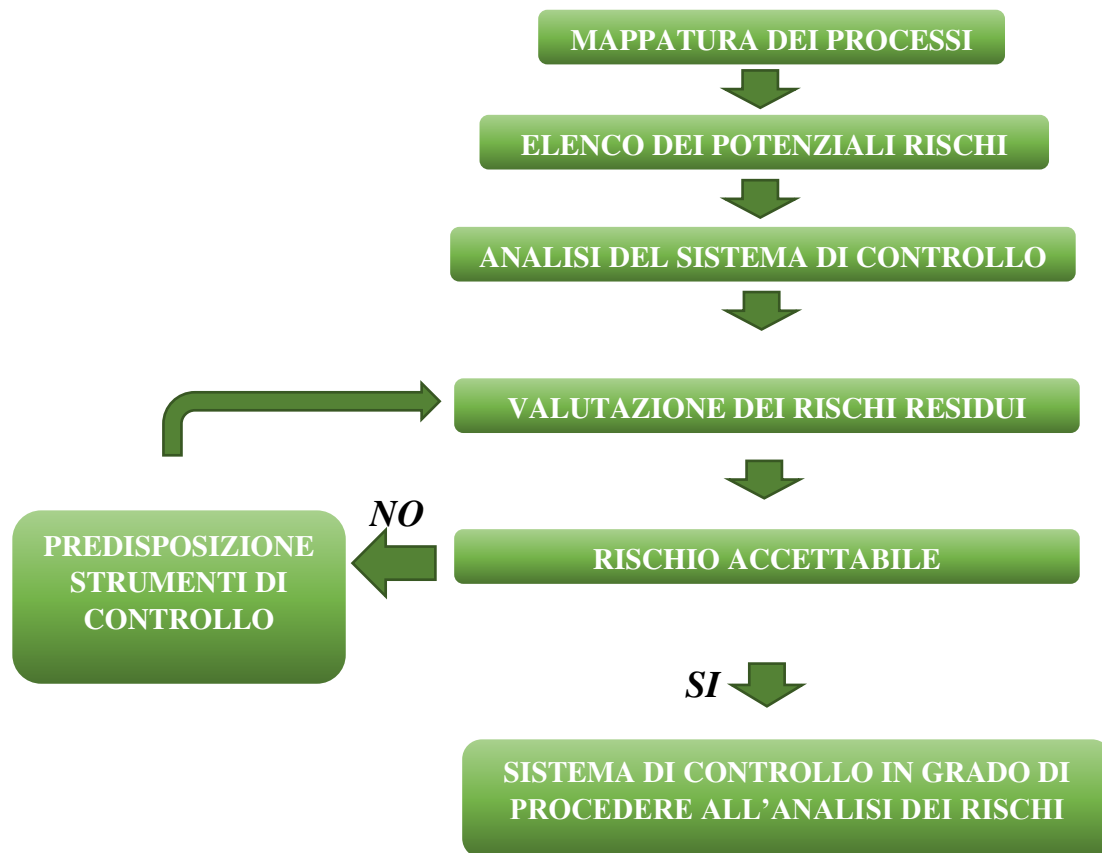 MAPPATURA DEI PROCESSI
ELENCO DEI POTENZIALI RISCHI
ANALISI DEL SISTEMA DI CONTROLLO
VALUTAZIONE DEI RISCHI RESIDUI
NO
PREDISPOSIZIONE
STRUMENTI DI
CONTROLLO
RISCHIO ACCETTABILE
SI
SISTEMA DI CONTROLLO IN GRADO DI
PROCEDERE ALL’ANALISI DEI RISCHI